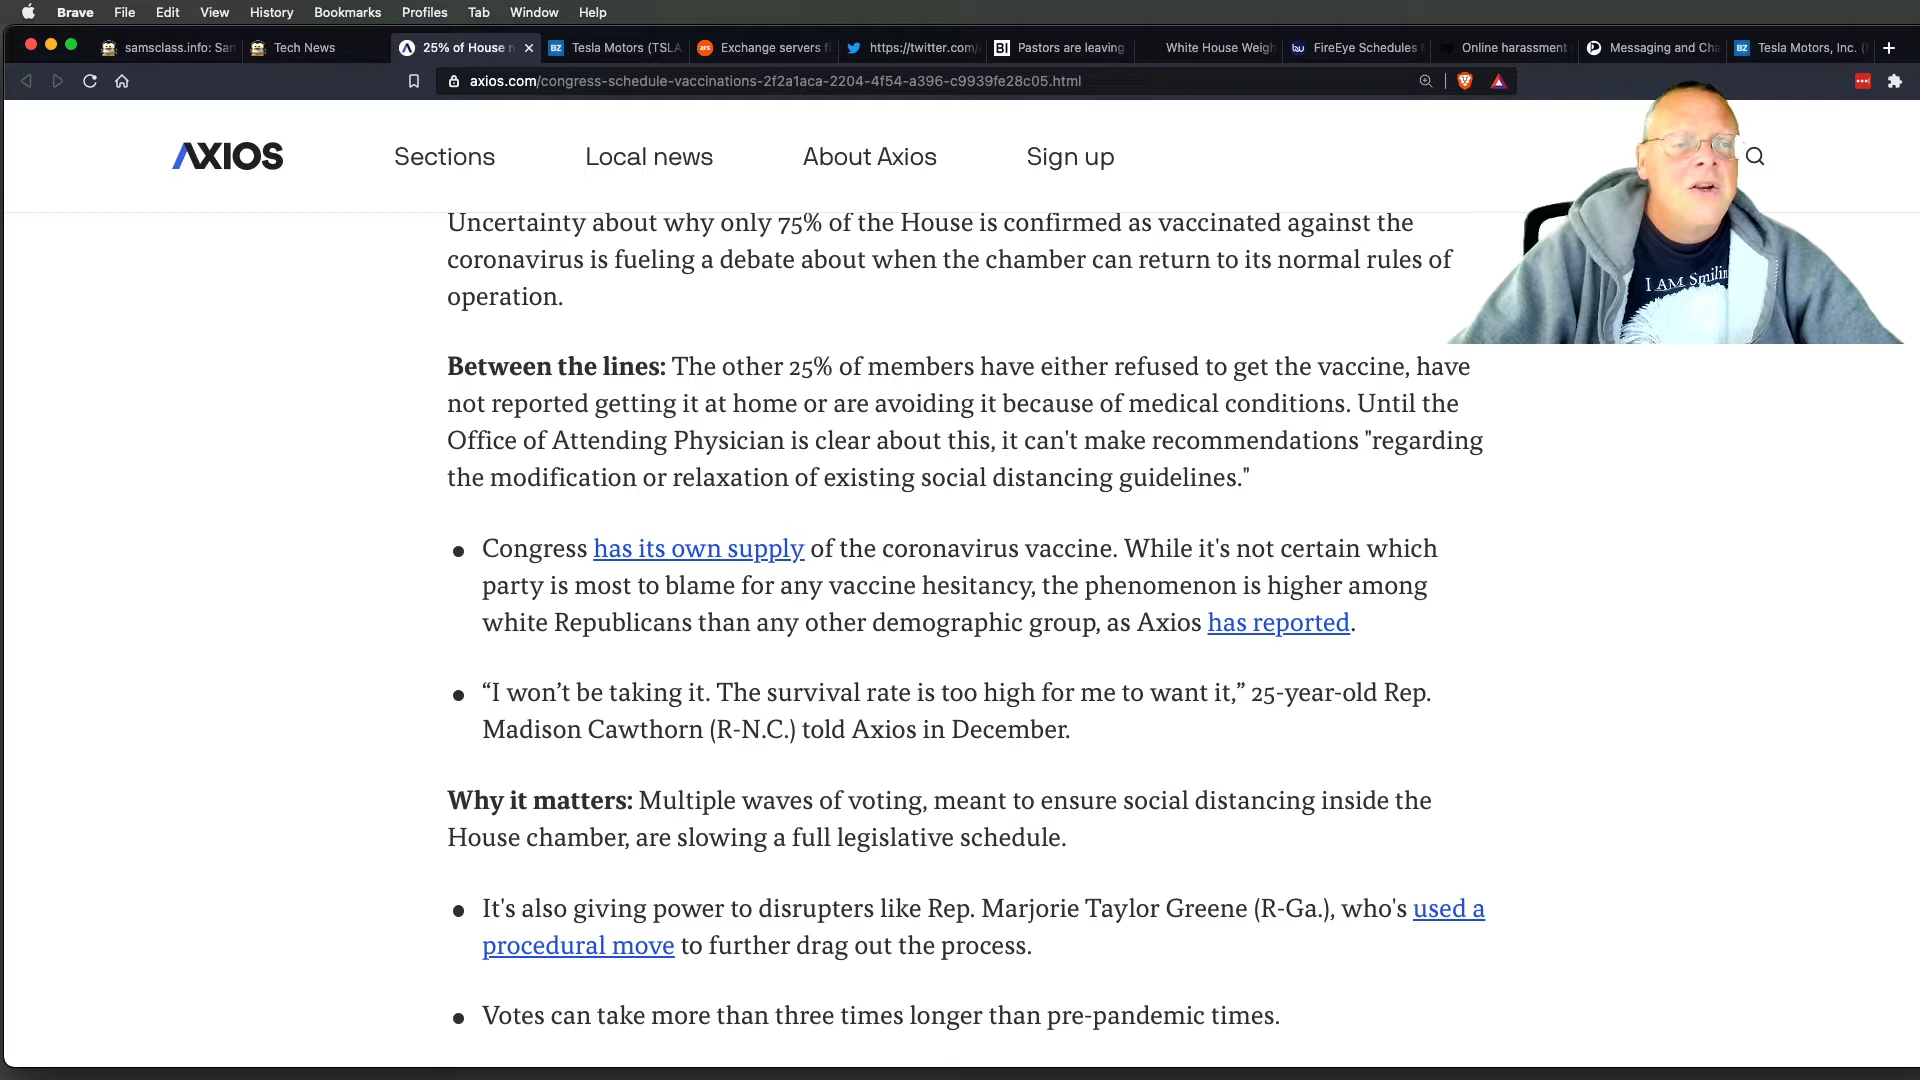 Brave File Edit View History Bookmarks Profiles Tab Window Help
samsclass.info: Sam Tech News 25% of House n Tesla Motors (TSLA Exchange servers fi https://twitter.com/ Pastors are leaving White House Weigh FireEye Schedules Online harassment Messaging and Cha Tesla Motors, Inc. (
axios.com/congress-schedule-vaccinations-2f2a1aca-2204-4f54-a396-c9939fe28c05.html
AXIOS Sections Local news About Axios Sign up
Uncertainty about why only 75% of the House is confirmed as vaccinated against the
coronavirus is fueling a debate about when the chamber can return to its normal rules of
operation.
I AM Smilin
Between the lines: The other 25% of members have either refused to get the vaccine, have
not reported getting it at home or are avoiding it because of medical conditions. Until the
Office of Attending Physician is clear about this, it can't make recommendations "regarding
the modification or relaxation of existing social distancing guidelines."
● Congress has its own supply of the coronavirus vaccine. While it's not certain which
party is most to blame for any vaccine hesitancy, the phenomenon is higher among
white Republicans than any other demographic group, as Axios has reported.
● “I won’t be taking it. The survival rate is too high for me to want it,” 25-year-old Rep.
Madison Cawthorn (R-N.C.) told Axios in December.
Why it matters: Multiple waves of voting, meant to ensure social distancing inside the
House chamber, are slowing a full legislative schedule.
● It's also giving power to disrupters like Rep. Marjorie Taylor Greene (R-Ga.), who's used a
procedural move to further drag out the process.
● Votes can take more than three times longer than pre-pandemic times.